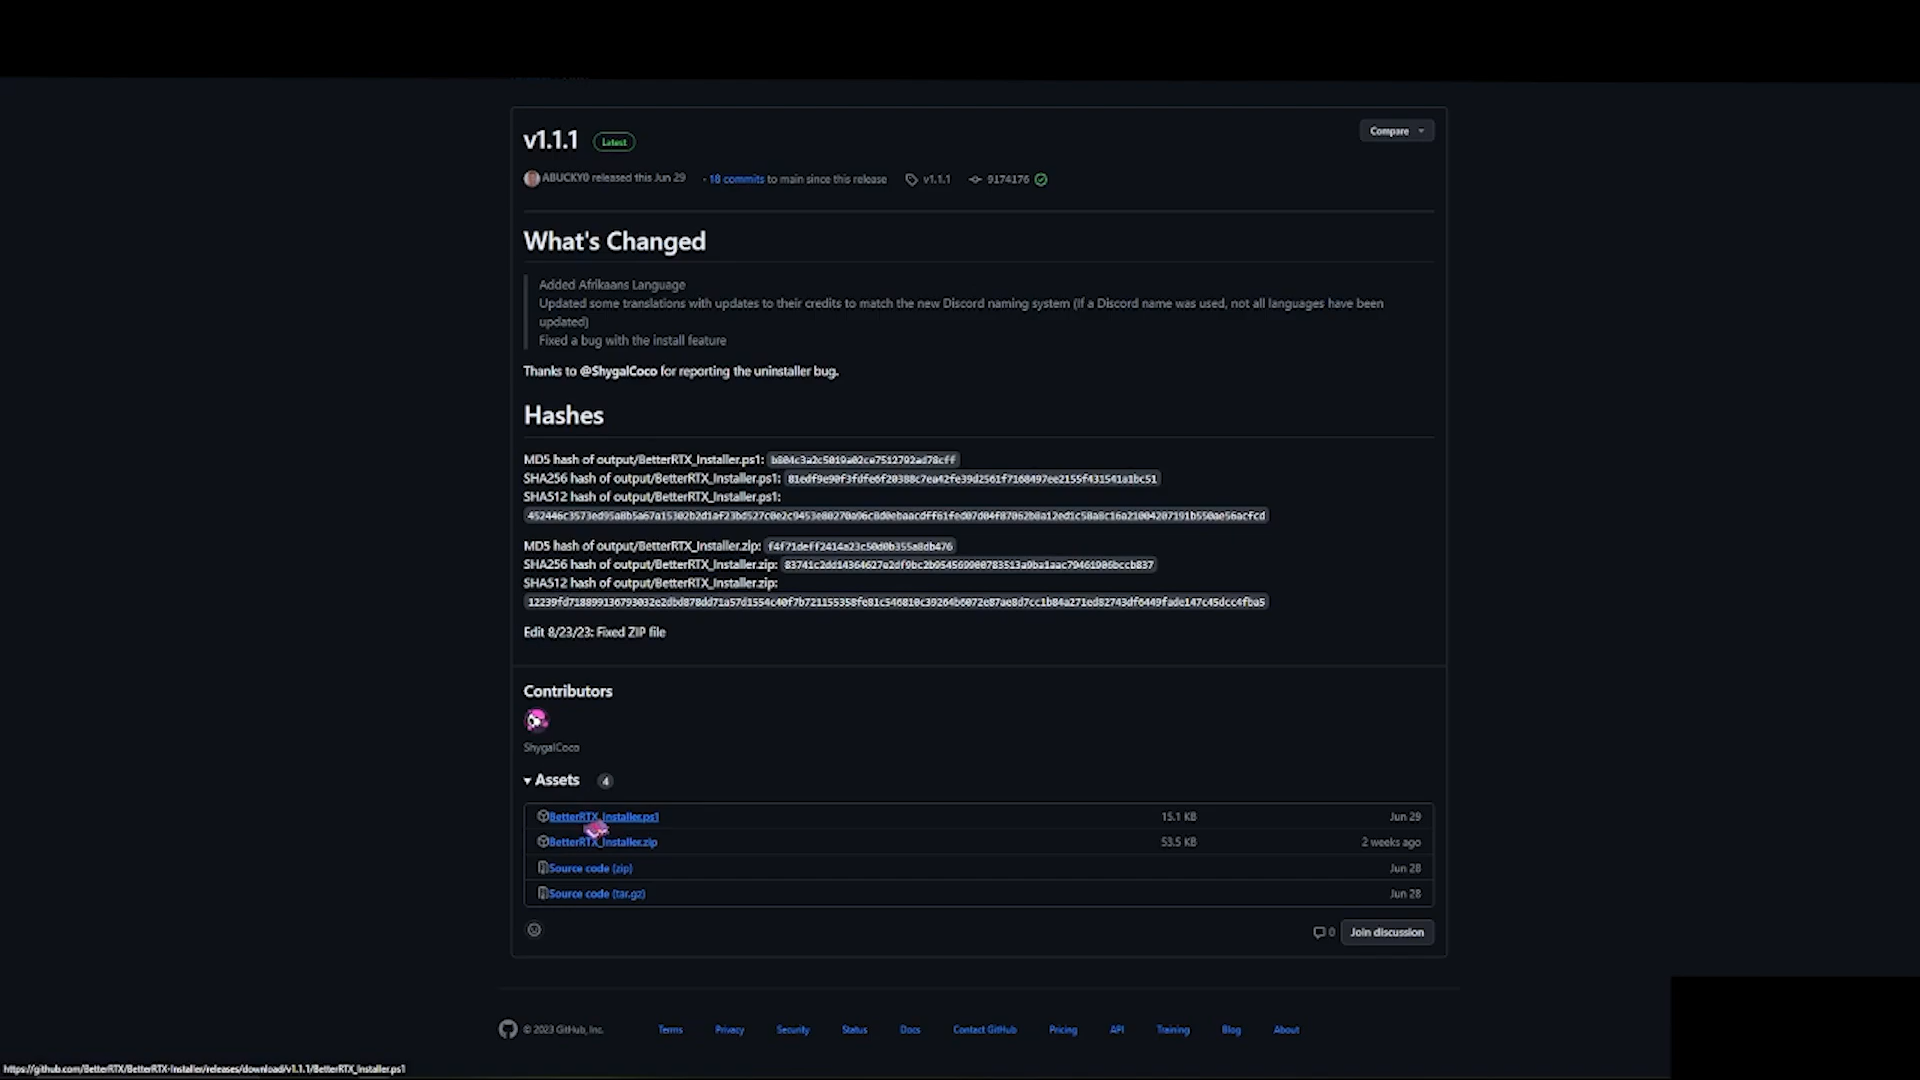 v1.1.1 Latest
Compare
ABUCKY0 released this Jun 29 · 18 commits to main since this release v1.1.1 9174176
What's Changed
Added Afrikaans Language
Updated some translations with updates to their credits to match the new Discord naming system (If a Discord name was used, not all languages have been
updated)
Fixed a bug with the install feature
Thanks to @ShygalCoco for reporting the uninstaller bug.
Hashes
MD5 hash of output/BetterRTX_Installer.ps1:
SHA256 hash of output/BetterRTX_Installer.ps1:
SHA512 hash of output/BetterRTX_Installer.ps1:
MD5 hash of output/BetterRTX_Installer.zip:
SHA256 hash of output/BetterRTX_Installer.zip:
SHA512 hash of output/BetterRTX_Installer.zip:
Edit 8/23/23: Fixed ZIP file
Contributors
ShygalCoco
Assets 4
BetterRTX_Installer.ps1 15.1 KB Jun 29
BetterRTX_Installer.zip 53.5 KB 2 weeks ago
Source code (zip) Jun 28
Source code (tar.gz) Jun 28
0 Join discussion
© 2023 GitHub, Inc. Terms Privacy Security Status Docs Contact GitHub Pricing API Training Blog About
https://github.com/BetterRTX/BetterRTX-Installer/releases/download/v1.1.1/BetterRTX_Installer.ps1